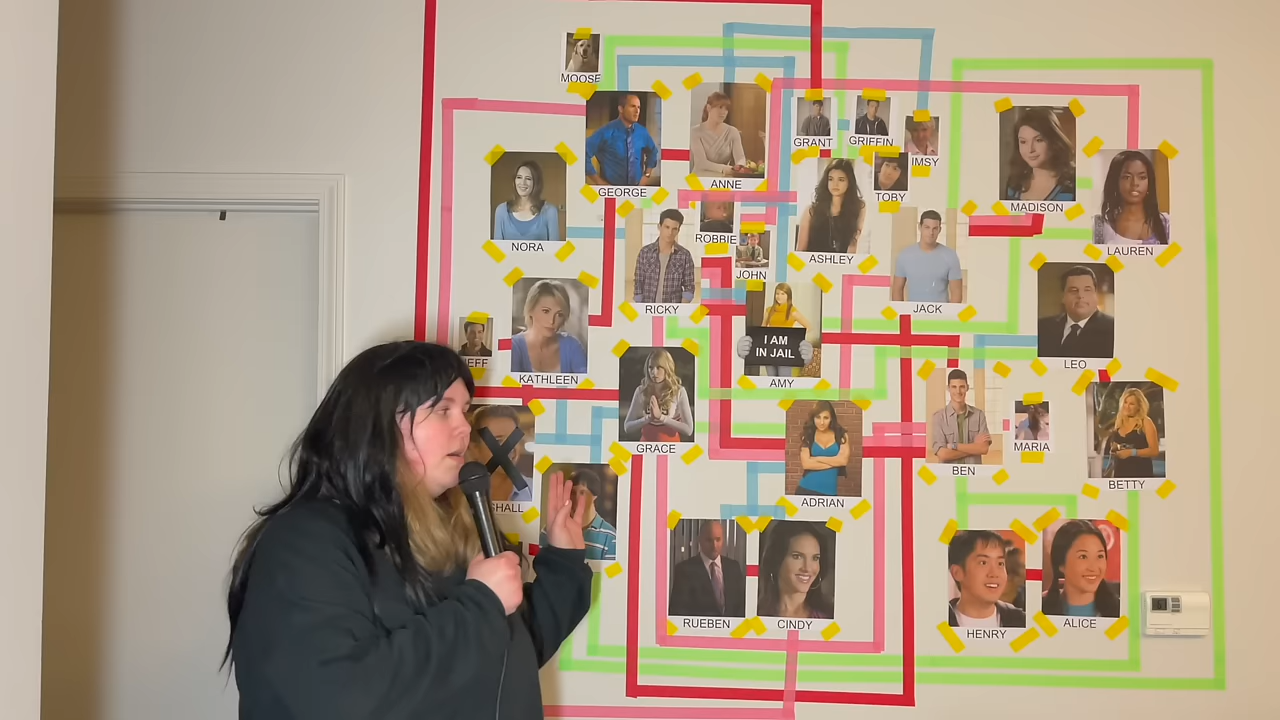 MOOSE
GEORGE
ANNE
GRANT
GRIFFIN
IMSY
TOBY
MADISON
LAUREN
NORA
RICKY
ROBBIE
JOHN
ASHLEY
JACK
LEO
JEFF
KATHLEEN
I AM
IN JAIL
AMY
GRACE
SHALL
ADRIAN
BEN
MARIA
BETTY
RUEBEN
CINDY
HENRY
ALICE